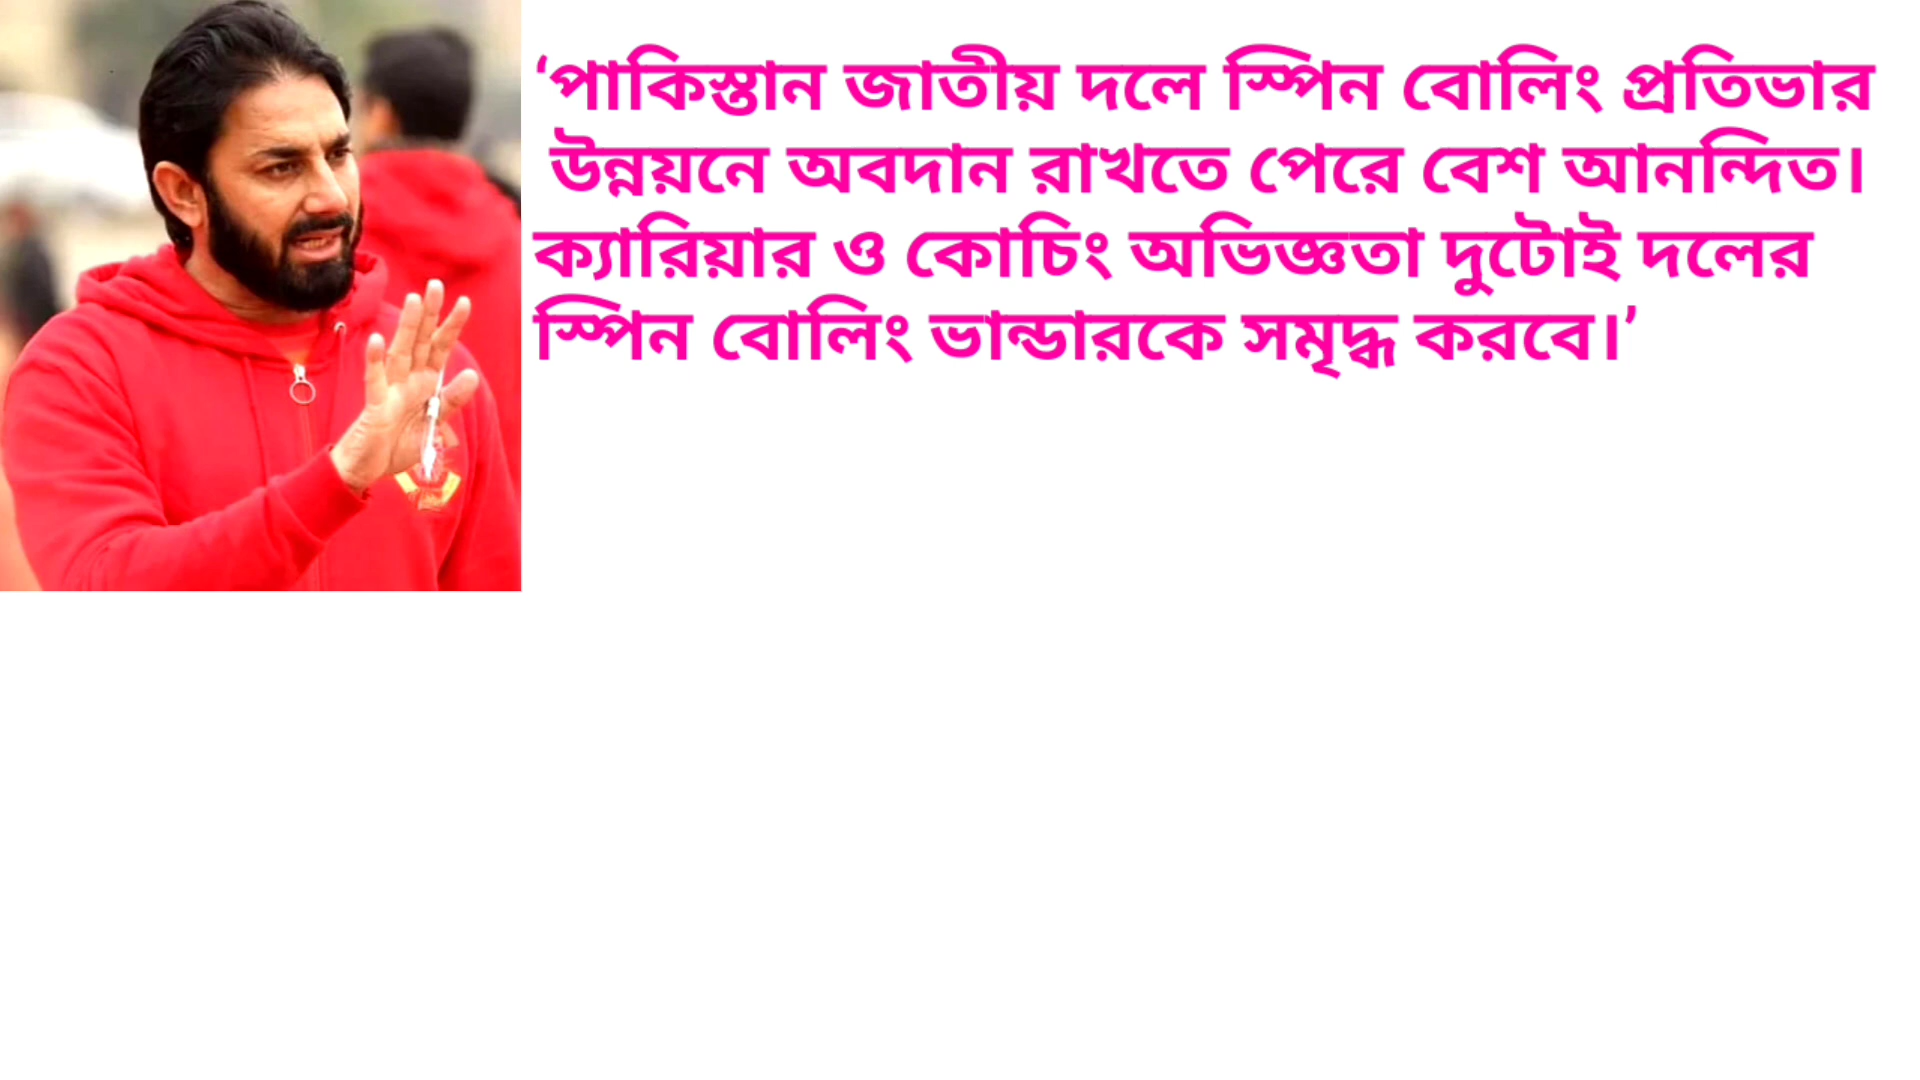 ‘পাকিস্তান জাতীয় দলে স্পিন বোলিং প্রতিভার
উন্নয়নে অবদান রাখতে পেরে বেশ আনন্দিত।
ক্যারিয়ার ও কোচিং অভিজ্ঞতা দুটোই দলের
স্পিন বোলিং ভান্ডারকে সমৃদ্ধ করবে।’